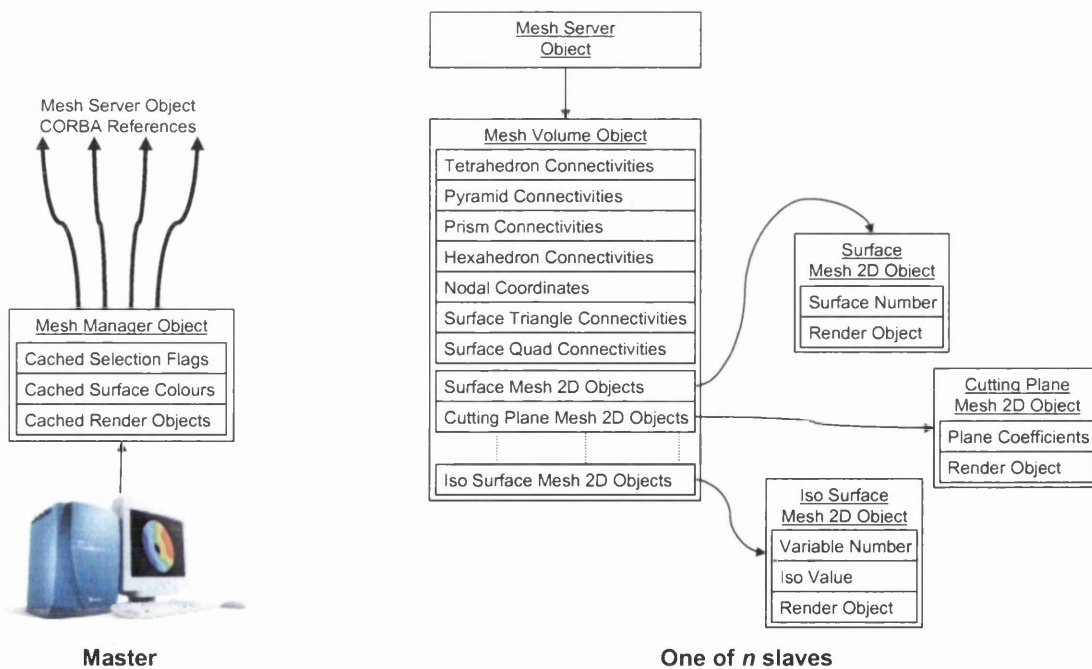 Mesh Server Object
CORBA References
Mesh Manager Object
Cached Selection Flags
Cached Surface Colours
Cached Render Objects
Master
Mesh Server
Object
Mesh Volume Object
Tetrahedron Connectivities
Pyramid Connectivities
Prism Connectivities
Hexahedron Connectivities
Nodal Coordinates
Surface Triangle Connectivities
Surface Quad Connectivities
Surface Mesh 2D Objects
Cutting Plane Mesh 2D Objects
Iso Surface Mesh 2D Objects
Surface
Mesh 2D Object
Surface Number
Render Object
Cutting Plane
Mesh 2D Object
Plane Coefficients
Render Object
Iso Surface
Mesh 2D Object
Variable Number
Iso Value
Render Object
One of n slaves